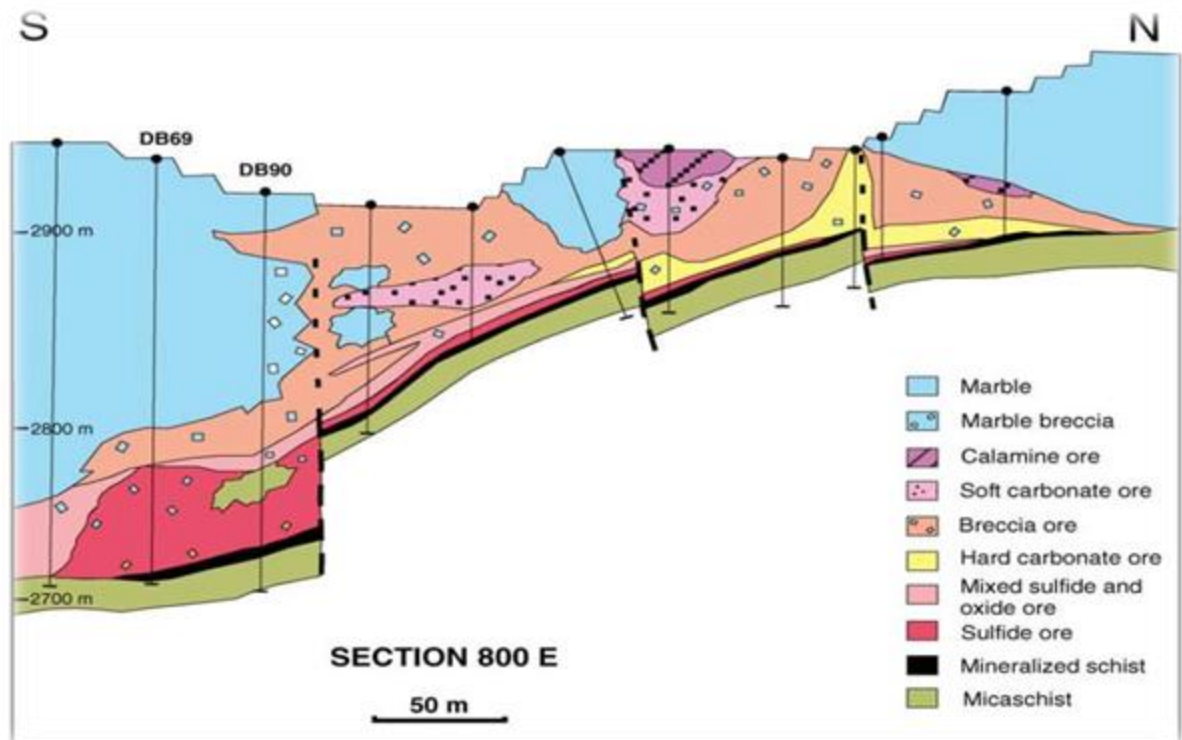 S
N
DB69
DB90
2900 m
2800 m
2700 m
Marble
Marble breccia
Calamine ore
Soft carbonate ore
Breccia ore
Hard carbonate ore
Mixed sulfide and
oxide ore
Sulfide ore
Mineralized schist
Micaschist
SECTION 800 E
50 m